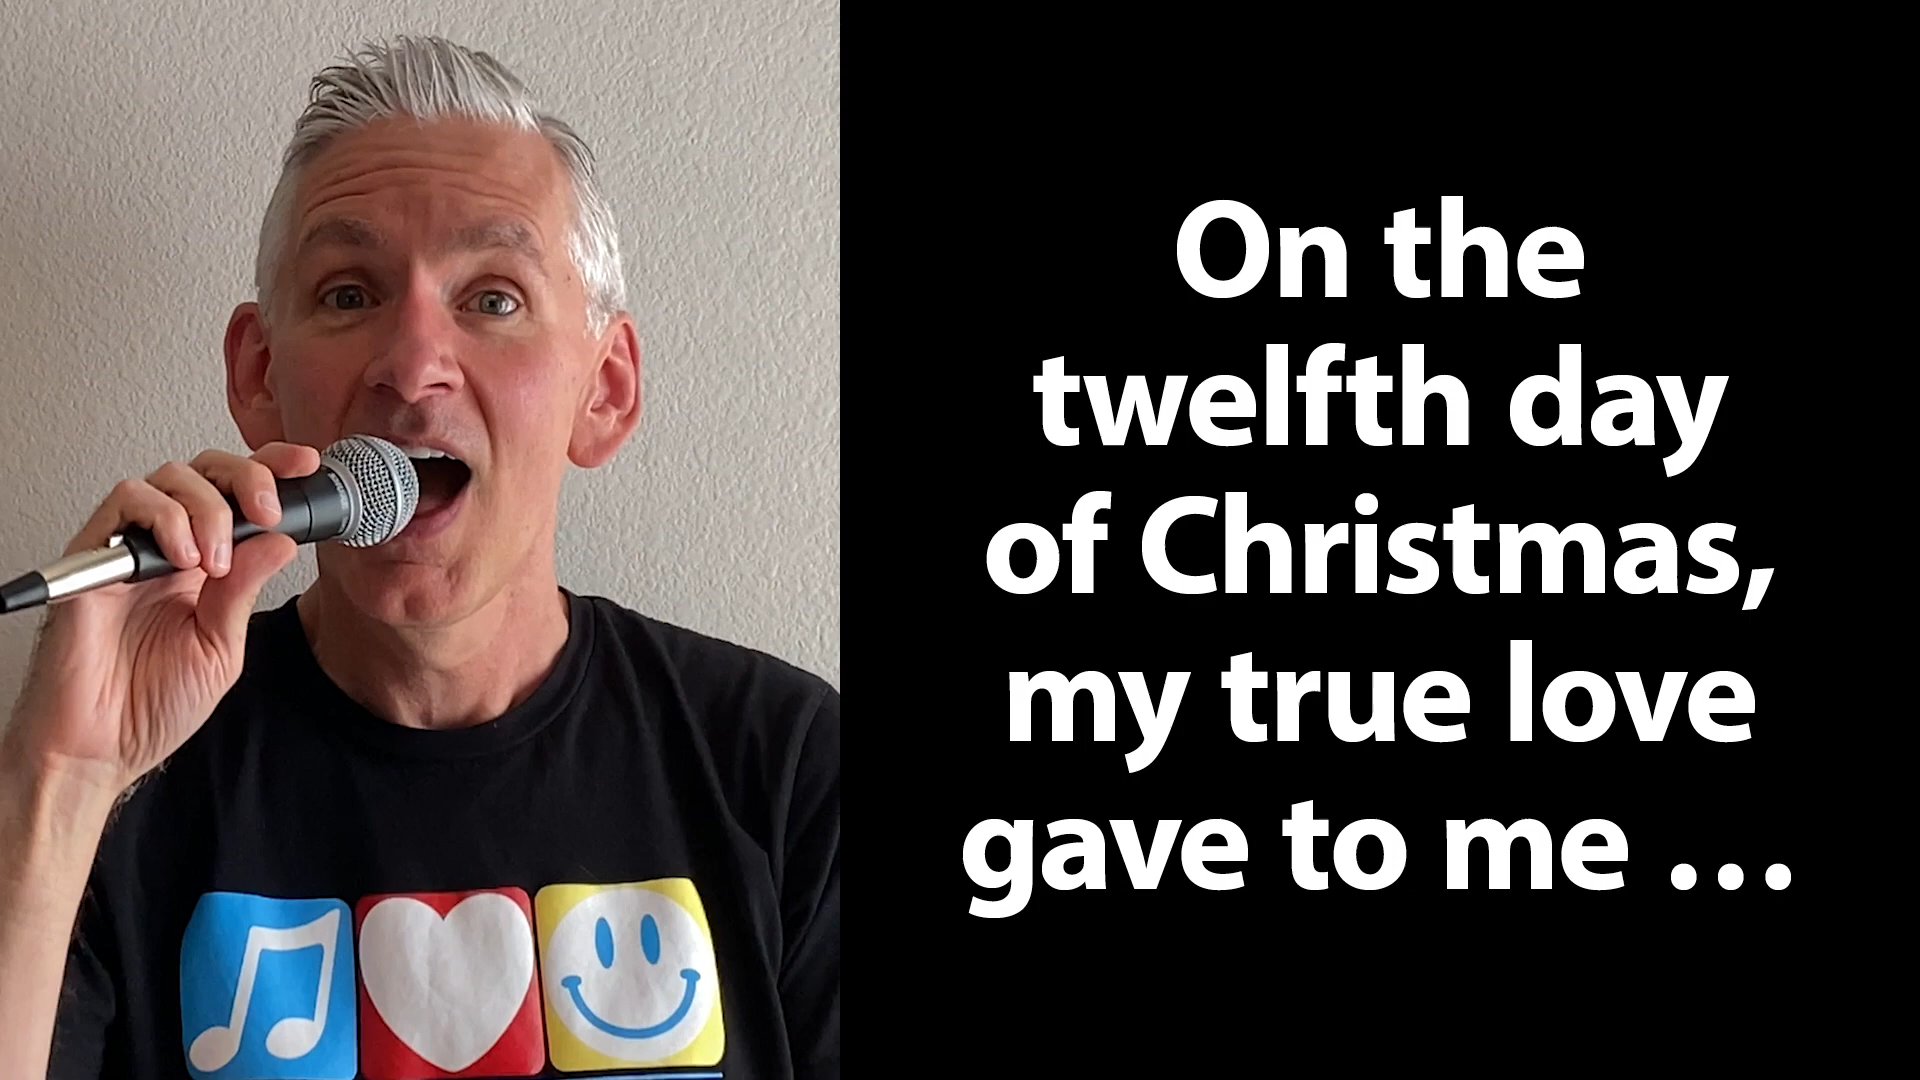 On the
twelfth day
of Christmas,
my true love
gave to me ...